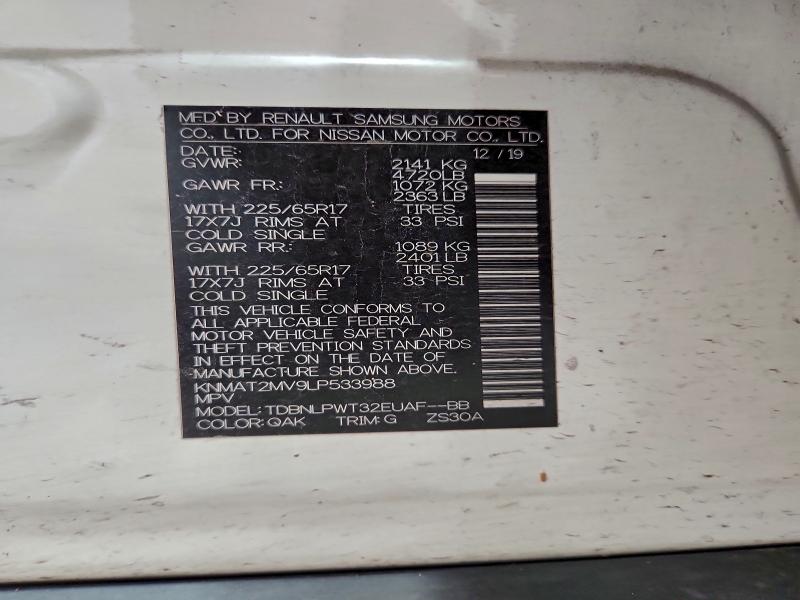 MFD BY RENAULT SAMSUNG MOTORS
CO., LTD. FOR NISSAN MOTOR CO., LTD.
DATE: 12 / 19
GVWR: 2141 KG
4720LB
GAWR FR.: 1072 KG
2363 LB
WITH 225/65R17 TIRES
17X7J RIMS AT 33 PSI
COLD SINGLE
GAWR RR.: 1089 KG
2401 LB
WITH 225/65R17 TIRES
17X7J RIMS AT 33 PSI
COLD SINGLE
THIS VEHICLE CONFORMS TO
ALL APPLICABLE FEDERAL
MOTOR VEHICLE SAFETY AND
THEFT PREVENTION STANDARDS
IN EFFECT ON THE DATE OF
MANUFACTURE SHOWN ABOVE.
KNMAT2MV9LP533988
MPV
MODEL: TDBNLPWT32EUAF--BB
COLOR: QAK TRIM: G ZS30A